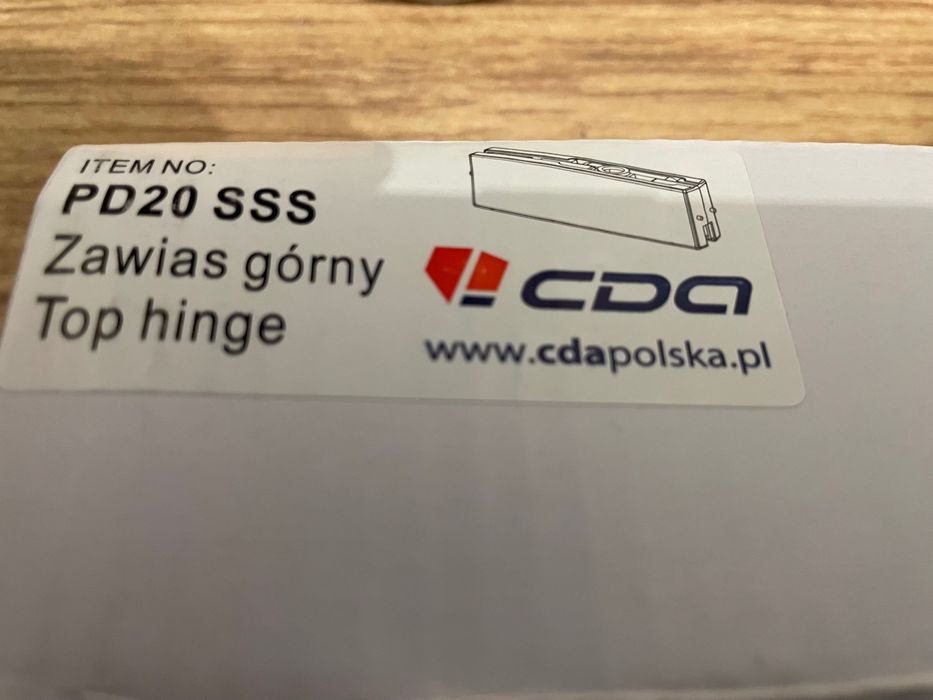 ITEM NO:
PD20 SSS
Zawias górny
Top hinge
CDA
www.cdapolska.pl